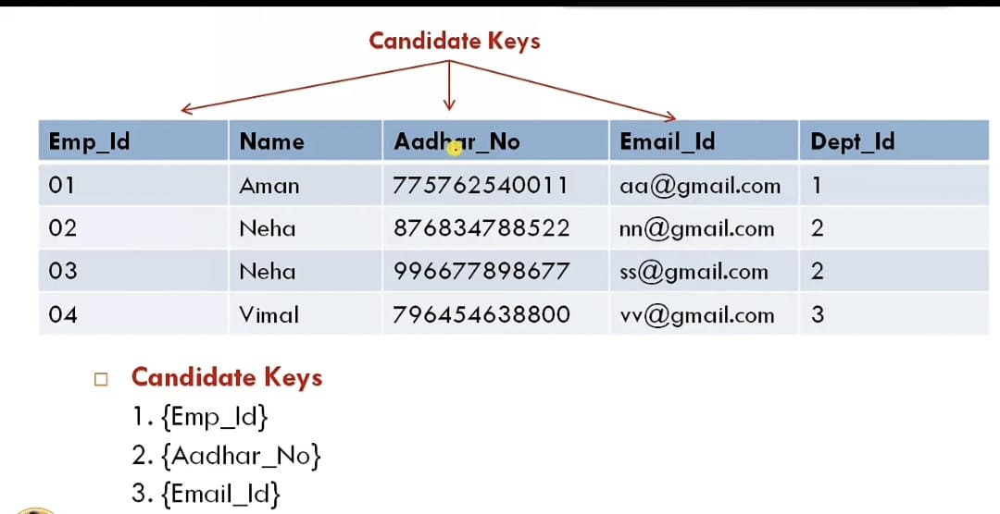 Candidate Keys
Emp_Id Name Aadhar_No Email_Id Dept_Id
01 Aman 775762540011 aa@gmail.com 1
02 Neha 876834788522 nn@gmail.com 2
03 Neha 996677898677 ss@gmail.com 2
04 Vimal 796454638800 vv@gmail.com 3
Candidate Keys
1. {Emp_Id}
2. {Aadhar_No}
3. {Email_Id}